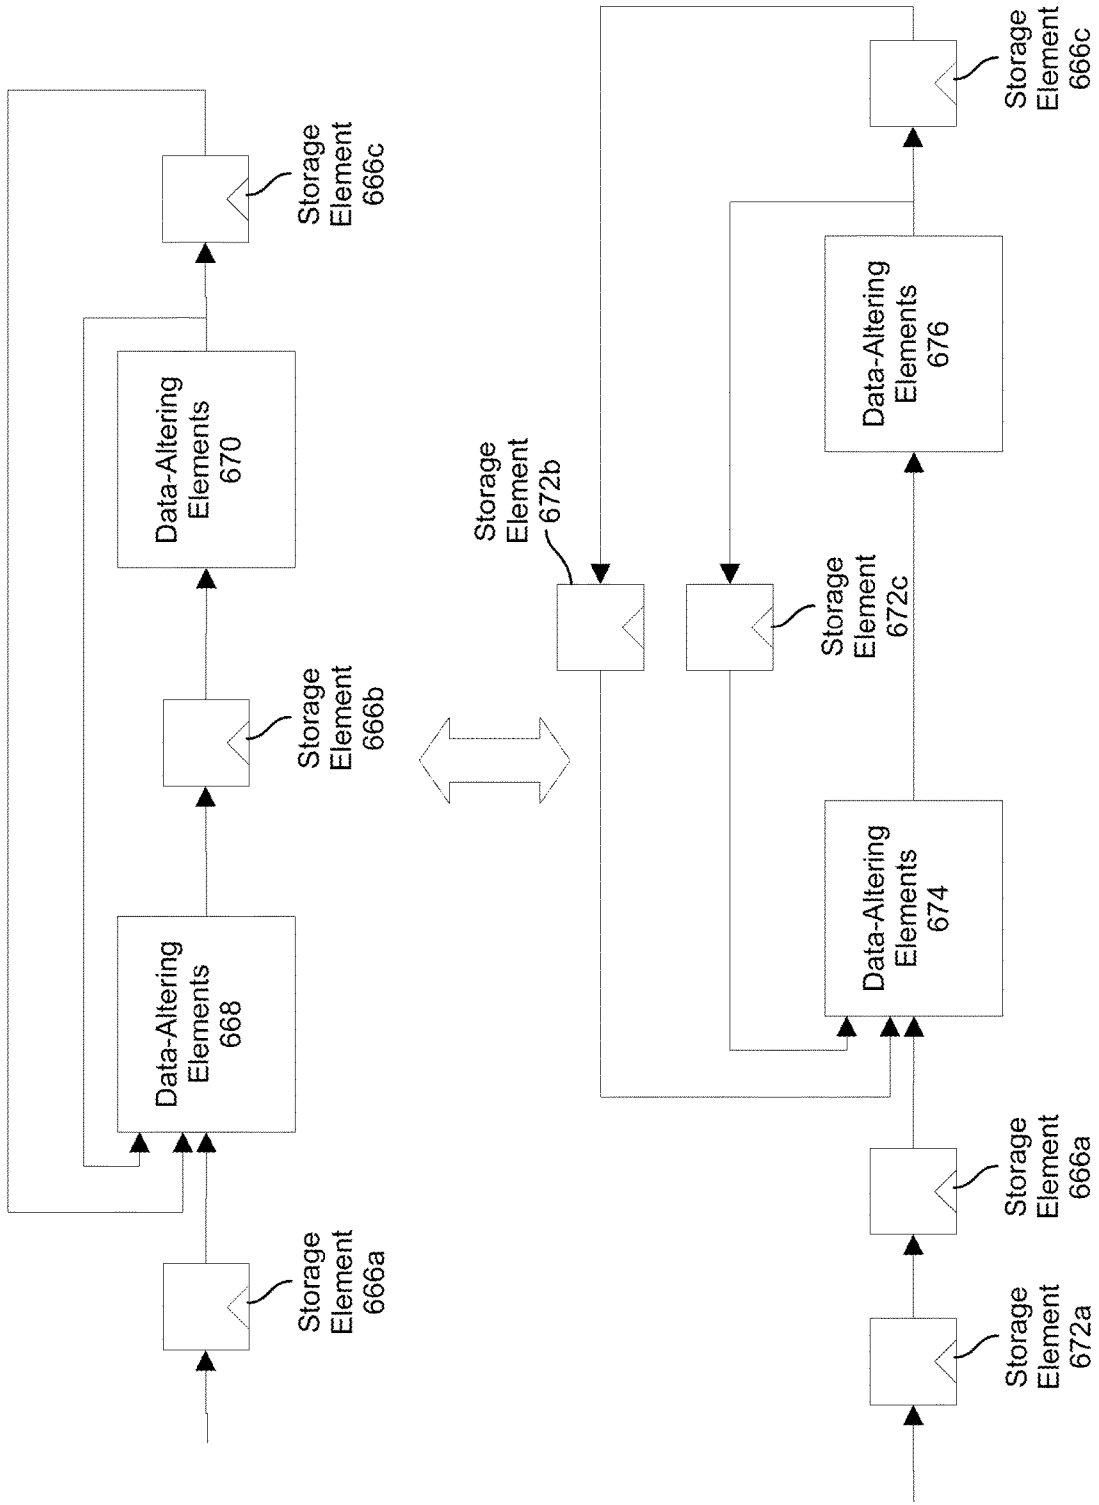 Storage
Element
666a
Data-Altering
Elements
668
Storage
Element
666b
Data-Altering
Elements
670
Storage
Element
666c
Storage
Element
672a
Storage
Element
666a
Data-Altering
Elements
674
Storage
Element
672b
Storage
Element
672c
Data-Altering
Elements
676
Storage
Element
666c